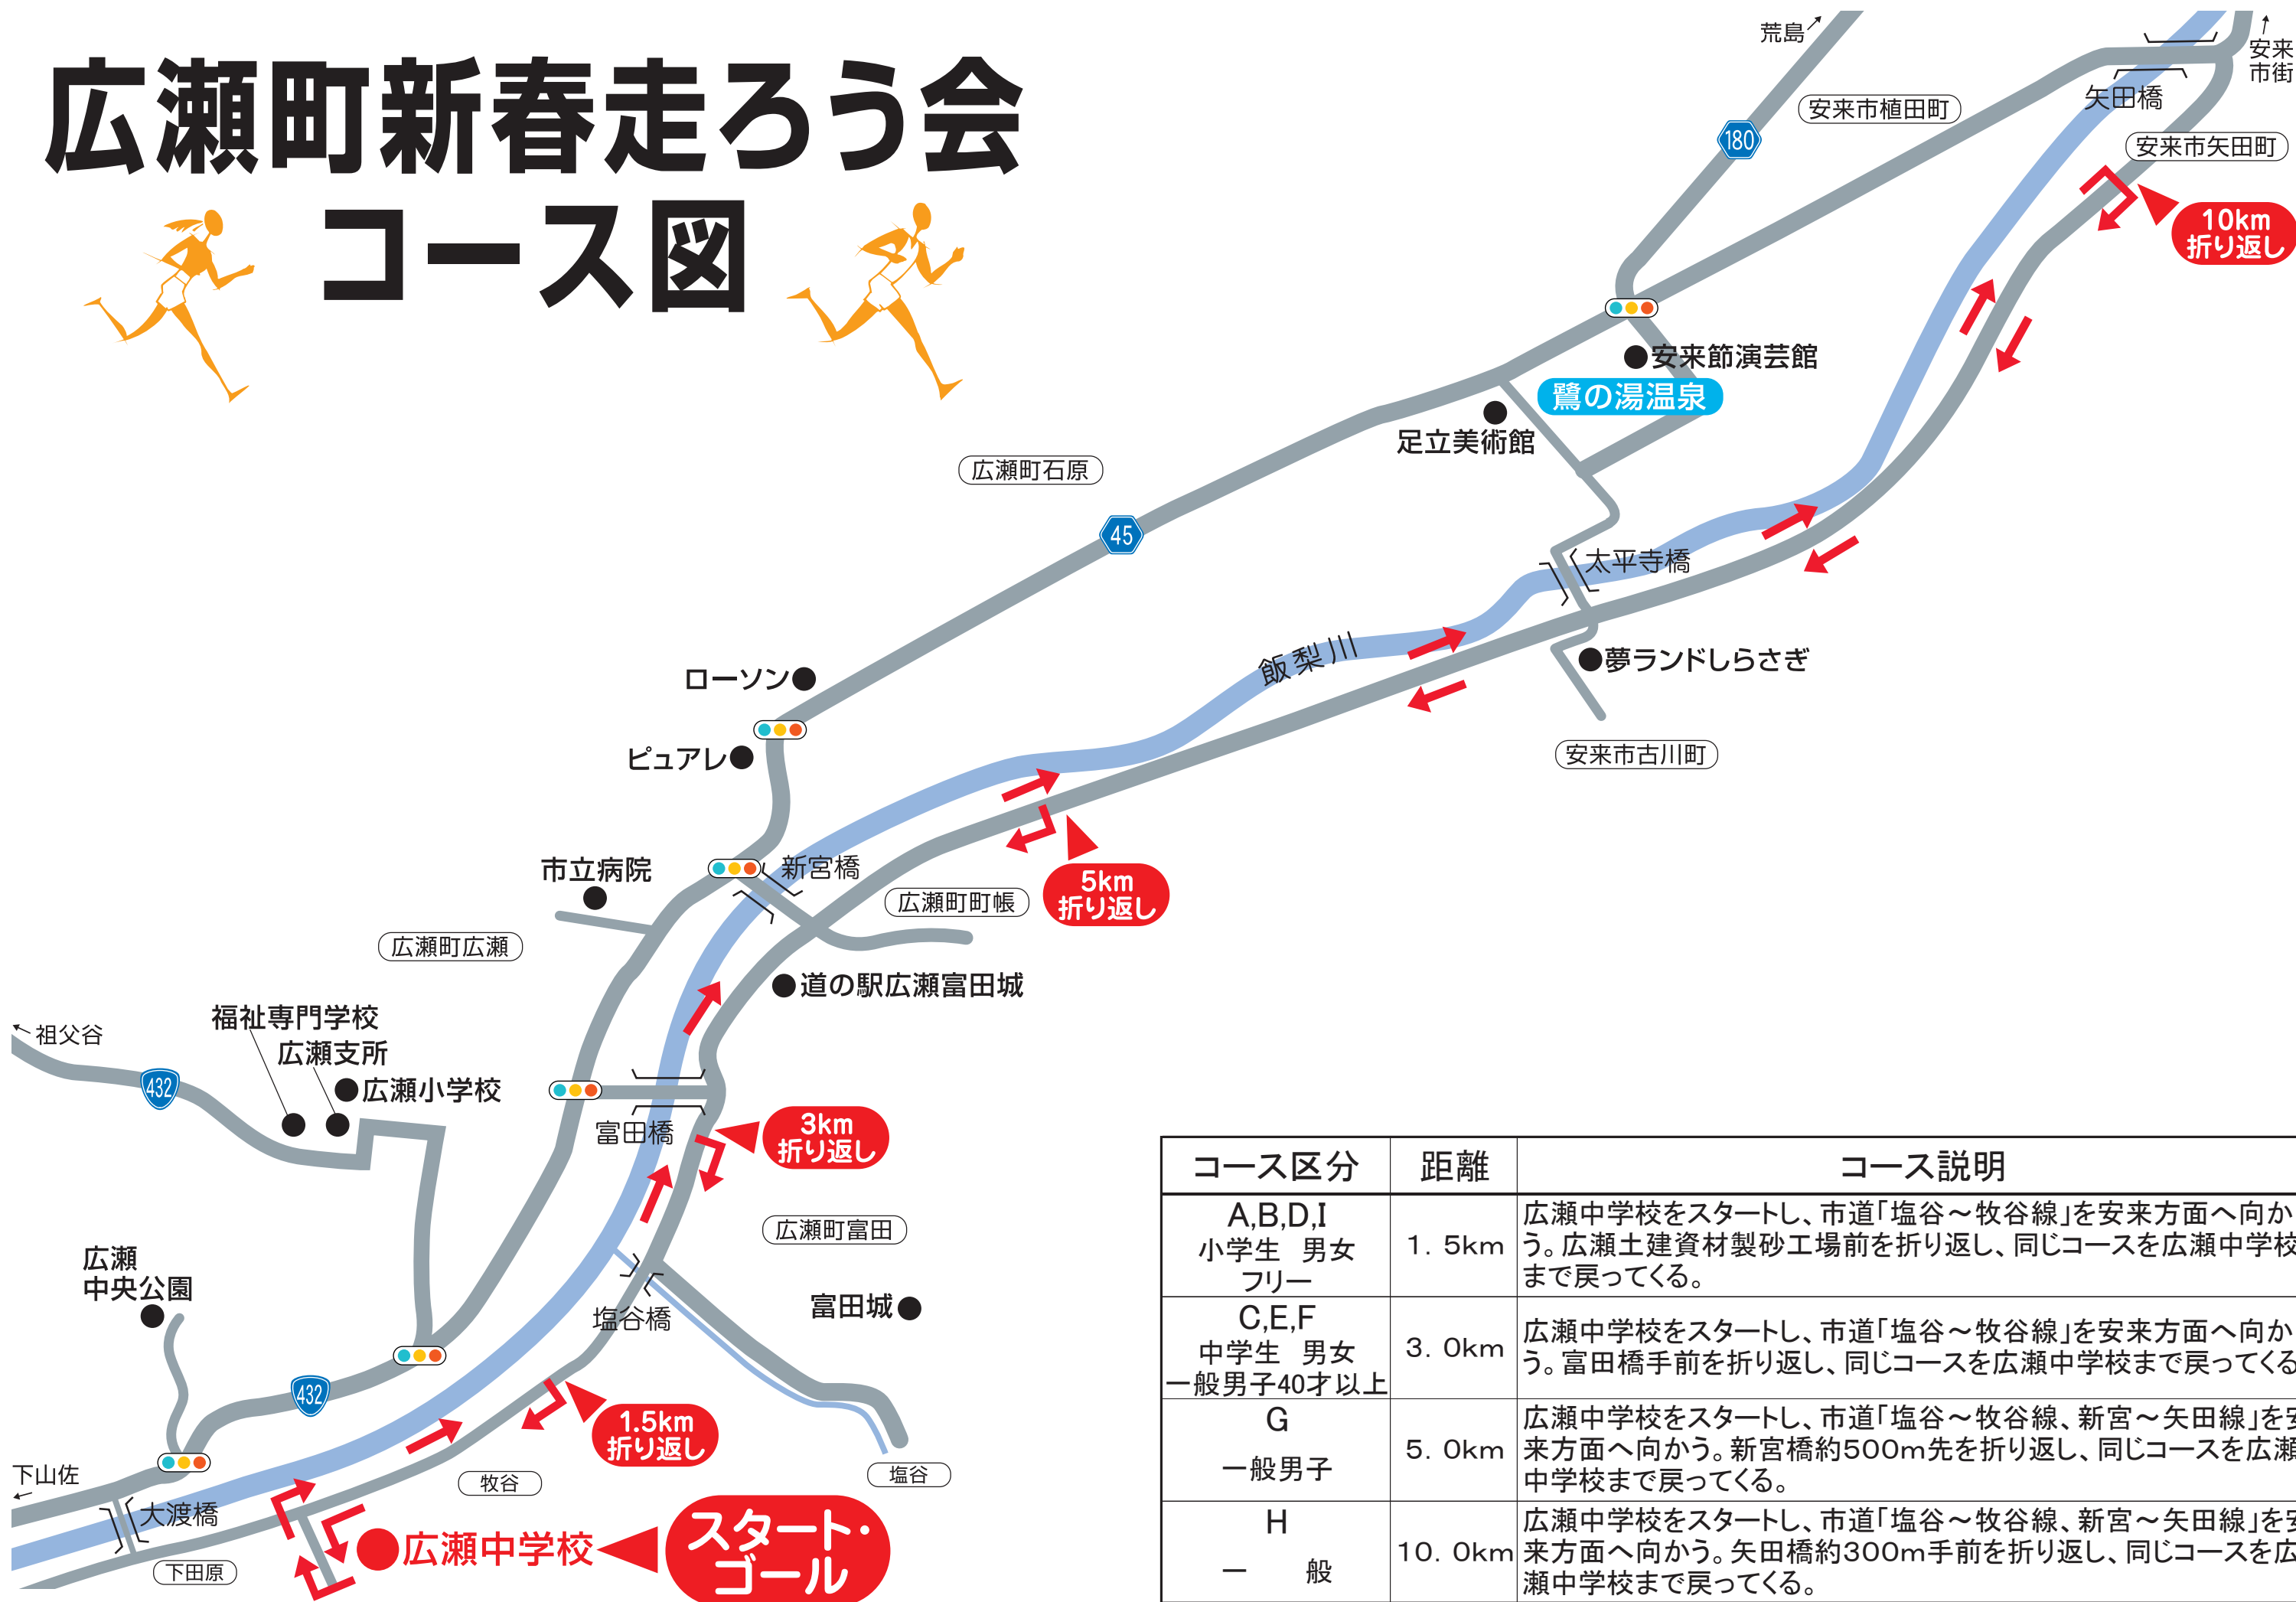 広瀬町新春走ろう会
コース図
荒島
安来
市街
矢田橋
安来市植田町
180
安来市矢田町
10km
折り返し
安来節演芸館
鷺の湯温泉
足立美術館
広瀬町石原
45
太平寺橋
飯梨川
夢ランドしらさぎ
ローソン
ピュアレ
安来市古川町
市立病院
新宮橋
5km
折り返し
広瀬町町帳
広瀬町広瀬
道の駅広瀬富田城
福祉専門学校
祖父谷
広瀬支所
432
広瀬小学校
富田橋
3km
折り返し
広瀬町富田
広瀬
中央公園
塩谷橋
富田城
432
1.5km
折り返し
下山佐
牧谷
塩谷
大渡橋
下田原
広瀬中学校
スタート・
ゴール
コース区分 距離 コース説明
A,B,D,I
小学生 男女
フリー
1. 5km
広瀬中学校をスタートし、市道「塩谷～牧谷線」を安来方面へ向か
う。広瀬土建資材製砂工場前を折り返し、同じコースを広瀬中学校
まで戻ってくる。
C,E,F
中学生 男女
一般男子40才以上
3. 0km
広瀬中学校をスタートし、市道「塩谷～牧谷線」を安来方面へ向か
う。富田橋手前を折り返し、同じコースを広瀬中学校まで戻ってくる
G
一般男子
5. 0km
広瀬中学校をスタートし、市道「塩谷～牧谷線、新宮～矢田線」を安
来方面へ向かう。新宮橋約500m先を折り返し、同じコースを広瀬
中学校まで戻ってくる。
H
一 般
10. 0km
広瀬中学校をスタートし、市道「塩谷～牧谷線、新宮～矢田線」を安
来方面へ向かう。矢田橋約300m手前を折り返し、同じコースを広
瀬中学校まで戻ってくる。